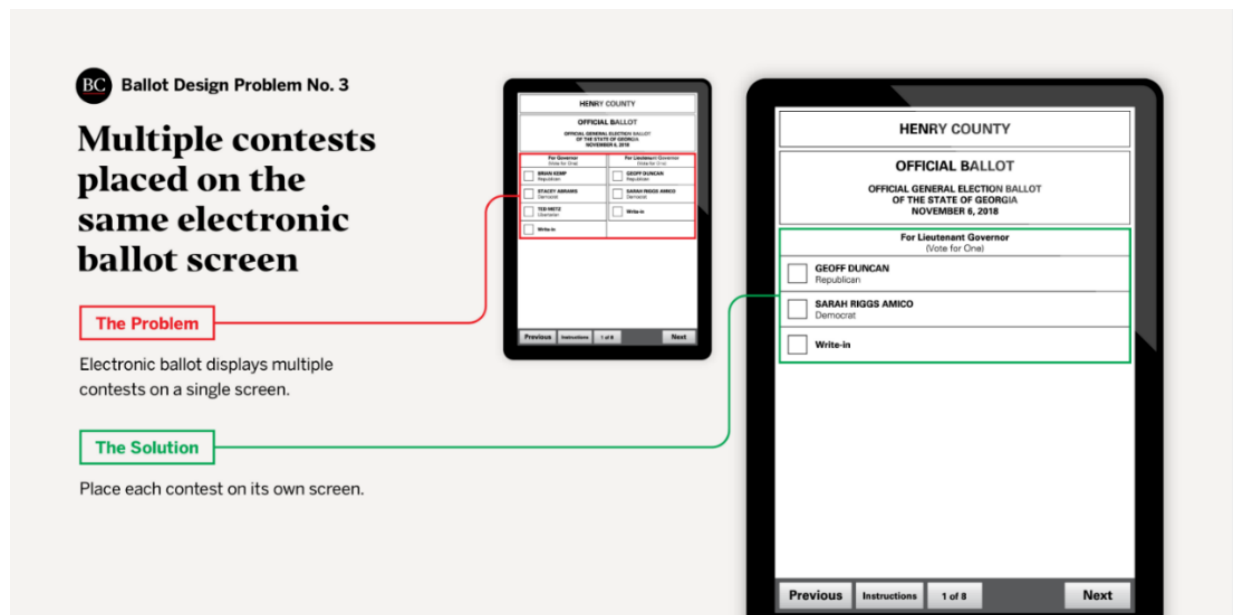 BC Ballot Design Problem No. 3
Multiple contests
placed on the
same electronic
ballot screen
The Problem
Electronic ballot displays multiple
contests on a single screen.
The Solution
Place each contest on its own screen.
HENRY COUNTY
OFFICIAL BALLOT
OFFICIAL GENERAL ELECTION BALLOT
OF THE STATE OF GEORGIA
NOVEMBER 6, 2018
For Governor
(Vote for One)
BRIAN KEMP
Republican
STACEY ABRAMS
Democrat
TED METZ
Libertarian
Write-in
For Lieutenant Governor
(Vote for One)
GEOFF DUNCAN
Republican
SARAH RIGGS AMICO
Democrat
Write-in
Previous Instructions 1 of 8 Next
HENRY COUNTY
OFFICIAL BALLOT
OFFICIAL GENERAL ELECTION BALLOT
OF THE STATE OF GEORGIA
NOVEMBER 6, 2018
For Lieutenant Governor
(Vote for One)
GEOFF DUNCAN
Republican
SARAH RIGGS AMICO
Democrat
Write-in
Previous Instructions 1 of 8 Next